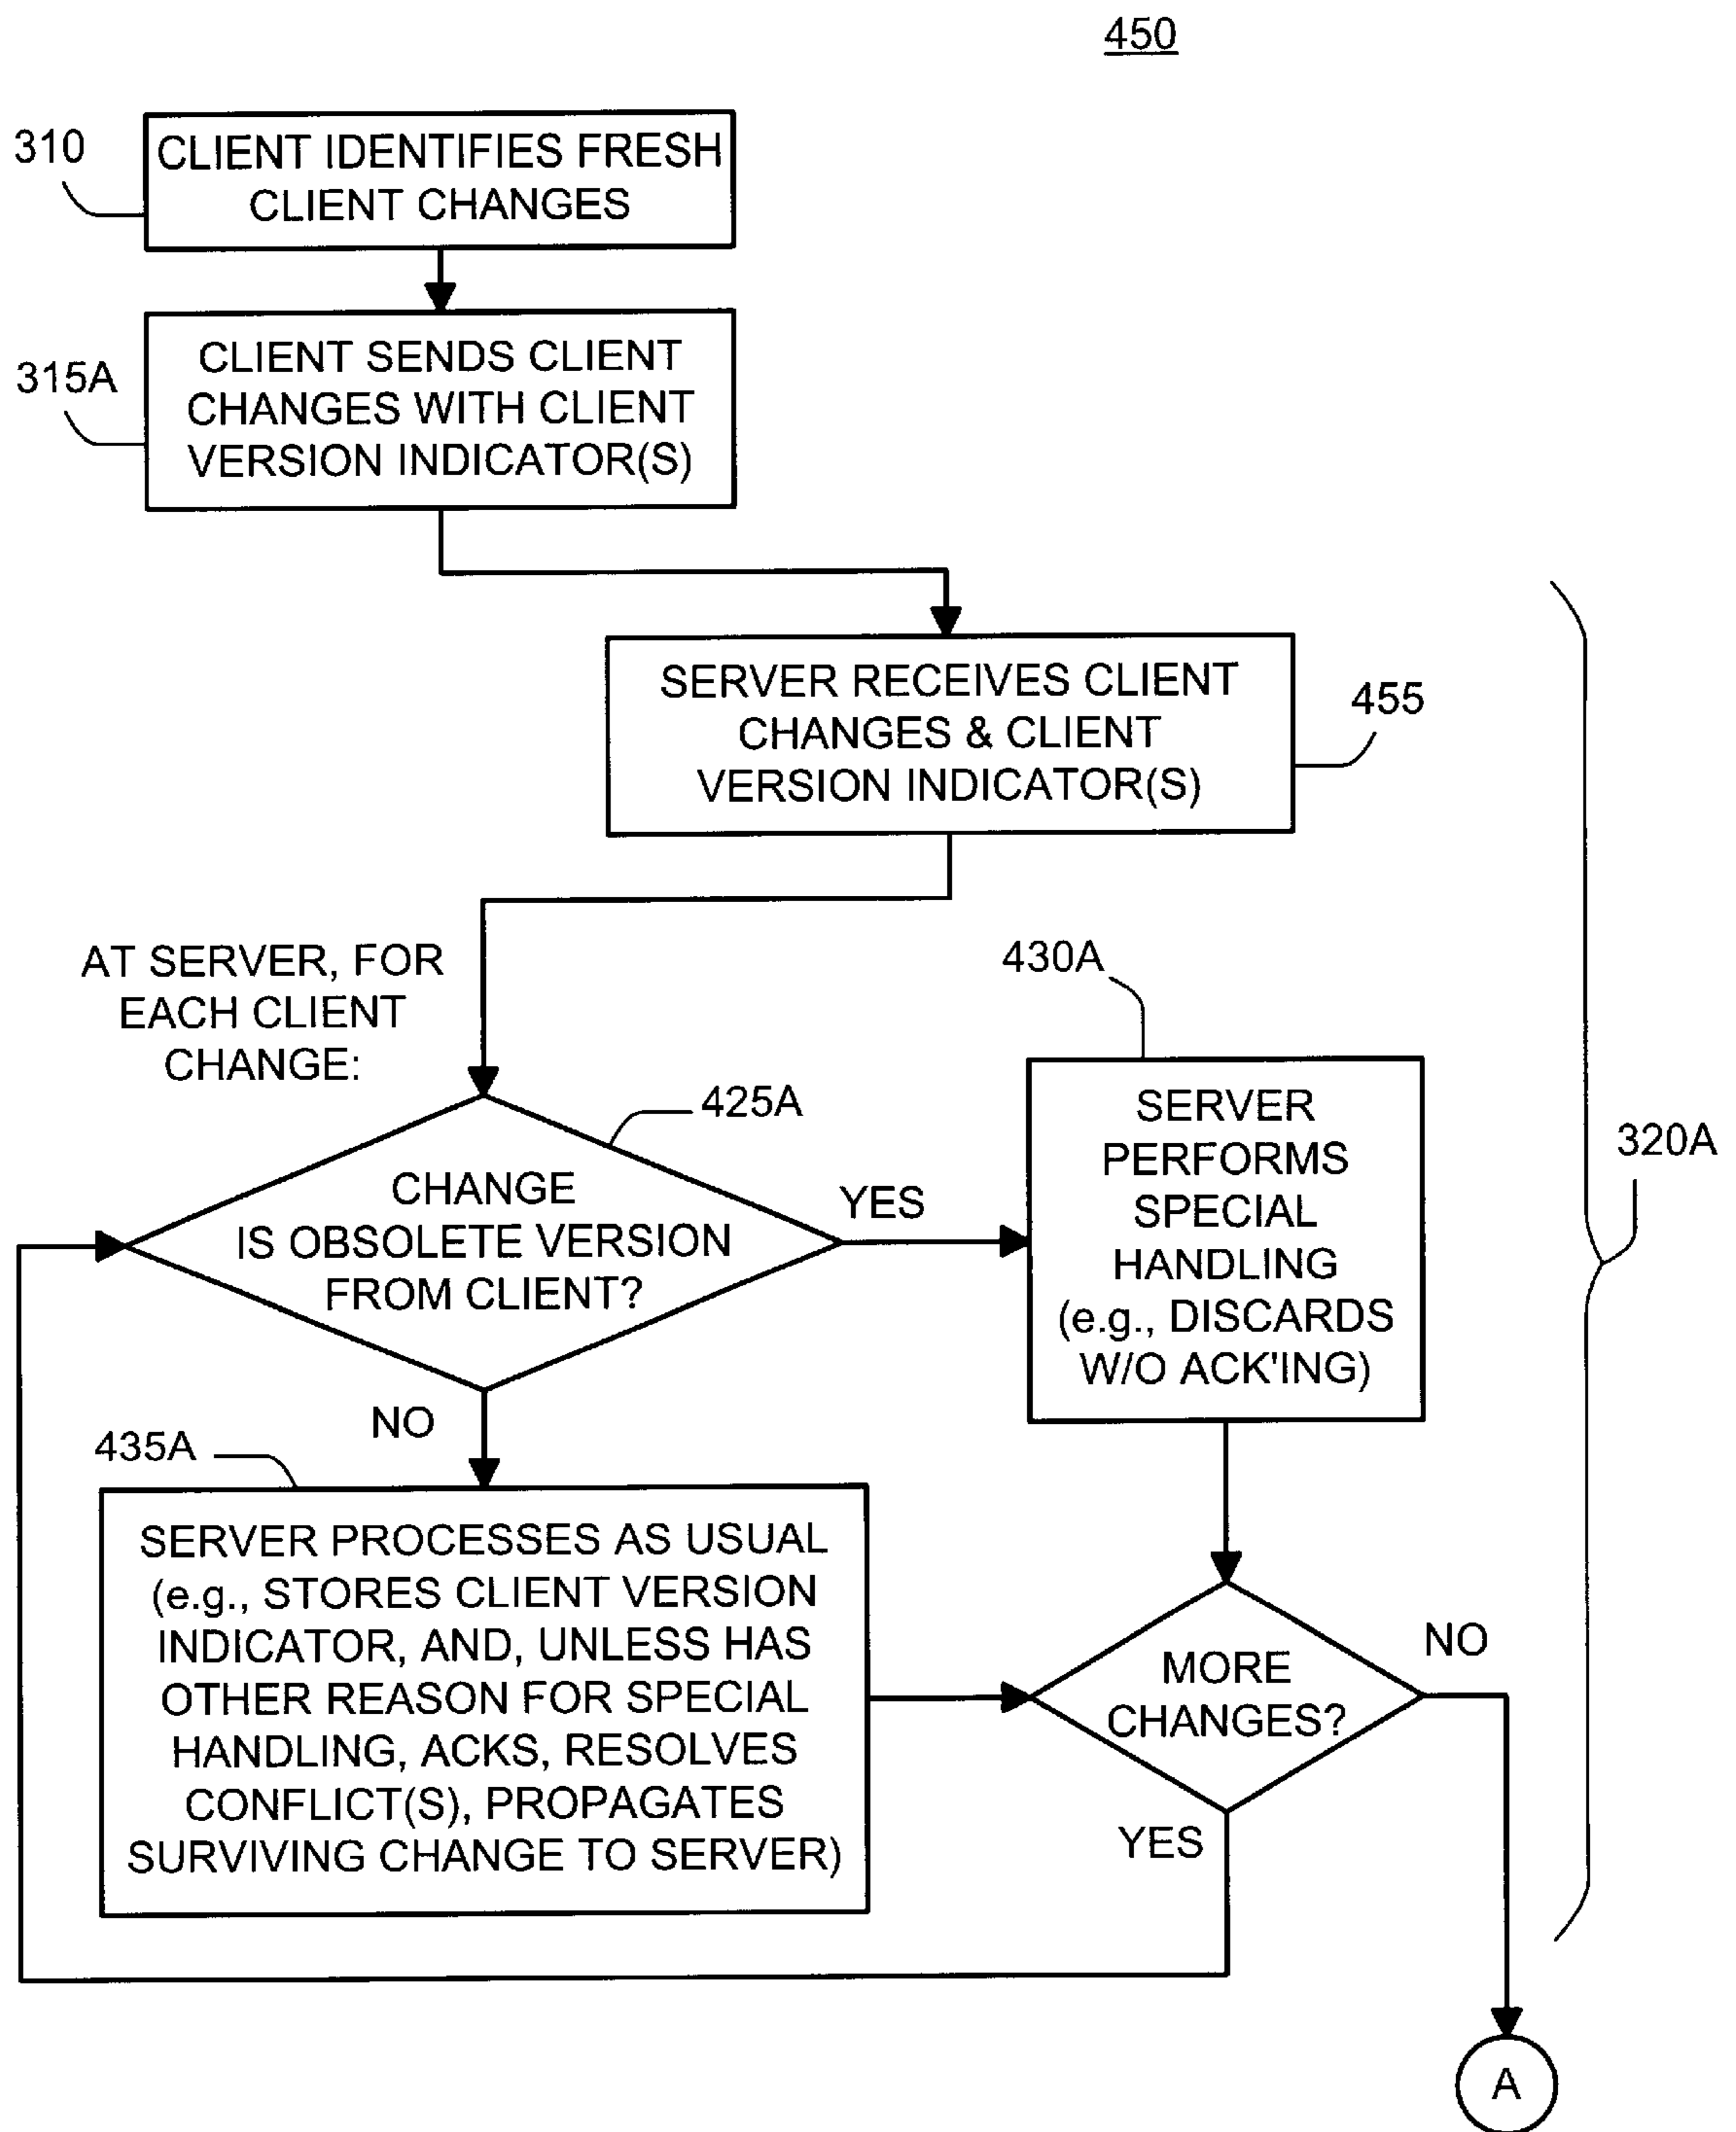 450
310
CLIENT IDENTIFIES FRESH
CLIENT CHANGES
315A
CLIENT SENDS CLIENT
CHANGES WITH CLIENT
VERSION INDICATOR(S)
SERVER RECEIVES CLIENT
CHANGES & CLIENT
VERSION INDICATOR(S)
455
AT SERVER, FOR
EACH CLIENT
CHANGE:
425A
CHANGE
IS OBSOLETE VERSION
FROM CLIENT?
YES
NO
430A
SERVER
PERFORMS
SPECIAL
HANDLING
(e.g., DISCARDS
W/O ACK'ING)
320A
435A
SERVER PROCESSES AS USUAL
(e.g., STORES CLIENT VERSION
INDICATOR, AND, UNLESS HAS
OTHER REASON FOR SPECIAL
HANDLING, ACKS, RESOLVES
CONFLICT(S), PROPAGATES
SURVIVING CHANGE TO SERVER)
MORE
CHANGES?
NO
YES
A